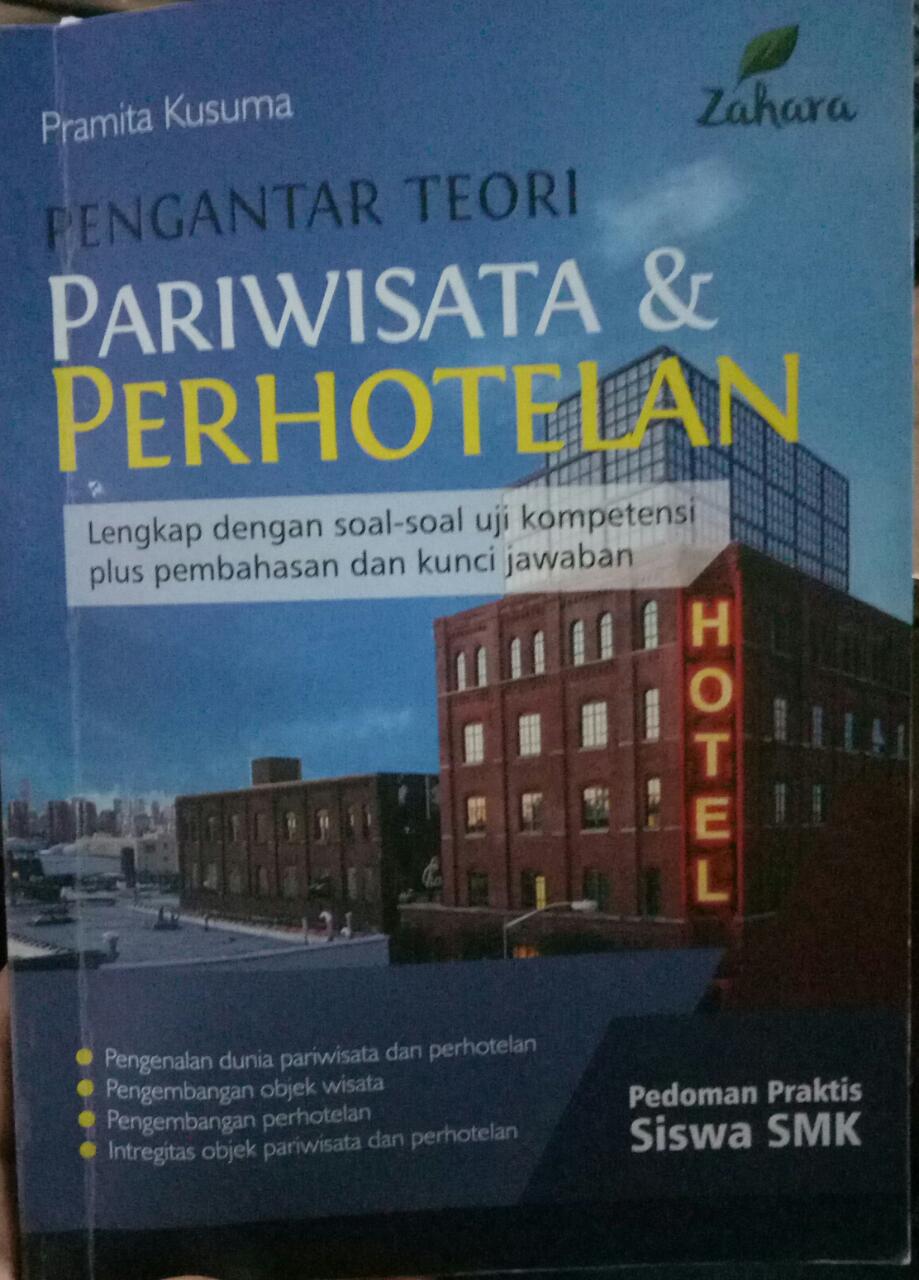 Pramita Kusuma
Zahara
PENGANTAR TEORI
PARIWISATA &
PERHOTELAN
Lengkap dengan soal-soal uji kompetensi
plus pembahasan dan kunci jawaban
HOTEL
Pengenalan dunia pariwisata dan perhotelan
Pengembangan objek wisata
Pengembangan perhotelan
Intregitas objek pariwisata dan perhotelan
Pedoman Praktis
Siswa SMK